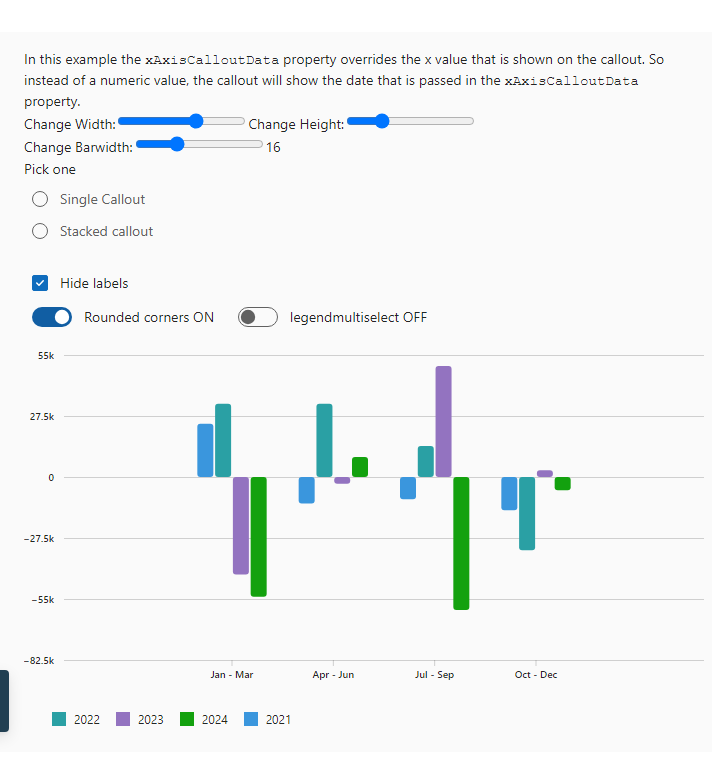 In this example the xAxisCalloutData property overrides the x value that is shown on the callout. So
instead of a numeric value, the callout will show the date that is passed in the xAxisCalloutData
property.
Change Width: Change Height:
Change Barwidth: 16
Pick one
Single Callout
Stacked callout
Hide labels
Rounded corners ON legendmultiselect OFF
55k
27.5k
0
−27.5k
−55k
−82.5k
Jan - Mar Apr - Jun Jul - Sep Oct - Dec
2022 2023 2024 2021